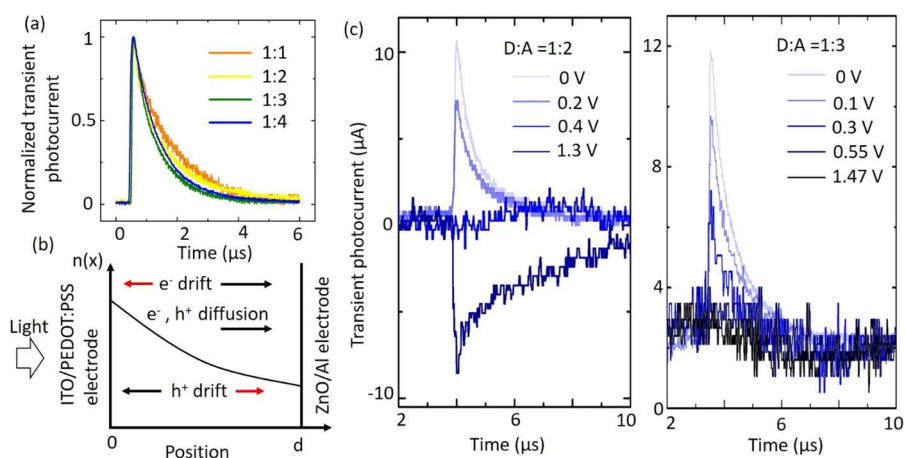 (a)
Normalized transient
photocurrent
1
0.5
0
1:1
1:2
1:3
1:4
0 2 4 6
Time (µs)
(b)
n(x)
Light
ITO/PEDOT:PSS
electrode
e⁻ drift
e⁻ , h⁺ diffusion
h⁺ drift
ZnO/Al electrode
0 Position d
(c)
Transient photocurrent (µA)
10
0
-10
D:A =1:2
0 V
0.2 V
0.4 V
1.3 V
2 6 10
Time (µs)
12
8
4
0
D:A =1:3
0 V
0.1 V
0.3 V
0.55 V
1.47 V
2 6 10
Time (µs)